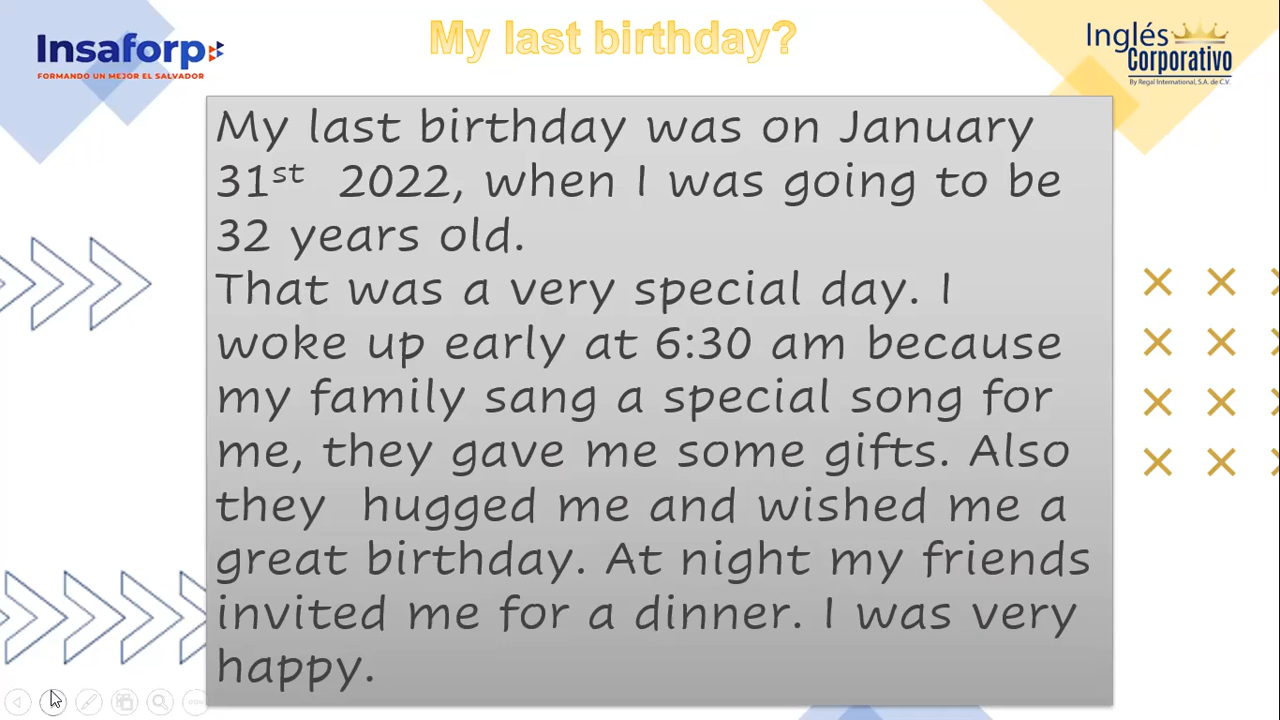 My last birthday?
Insaforp
FORMANDO UN MEJOR EL SALVADOR
Inglés
Corporativo
By Regal International, S.A. de C.V.
My last birthday was on January
31st 2022, when I was going to be
32 years old.
That was a very special day. I
woke up early at 6:30 am because
my family sang a special song for
me, they gave me some gifts. Also
they hugged me and wished me a
great birthday. At night my friends
invited me for a dinner. I was very
happy.